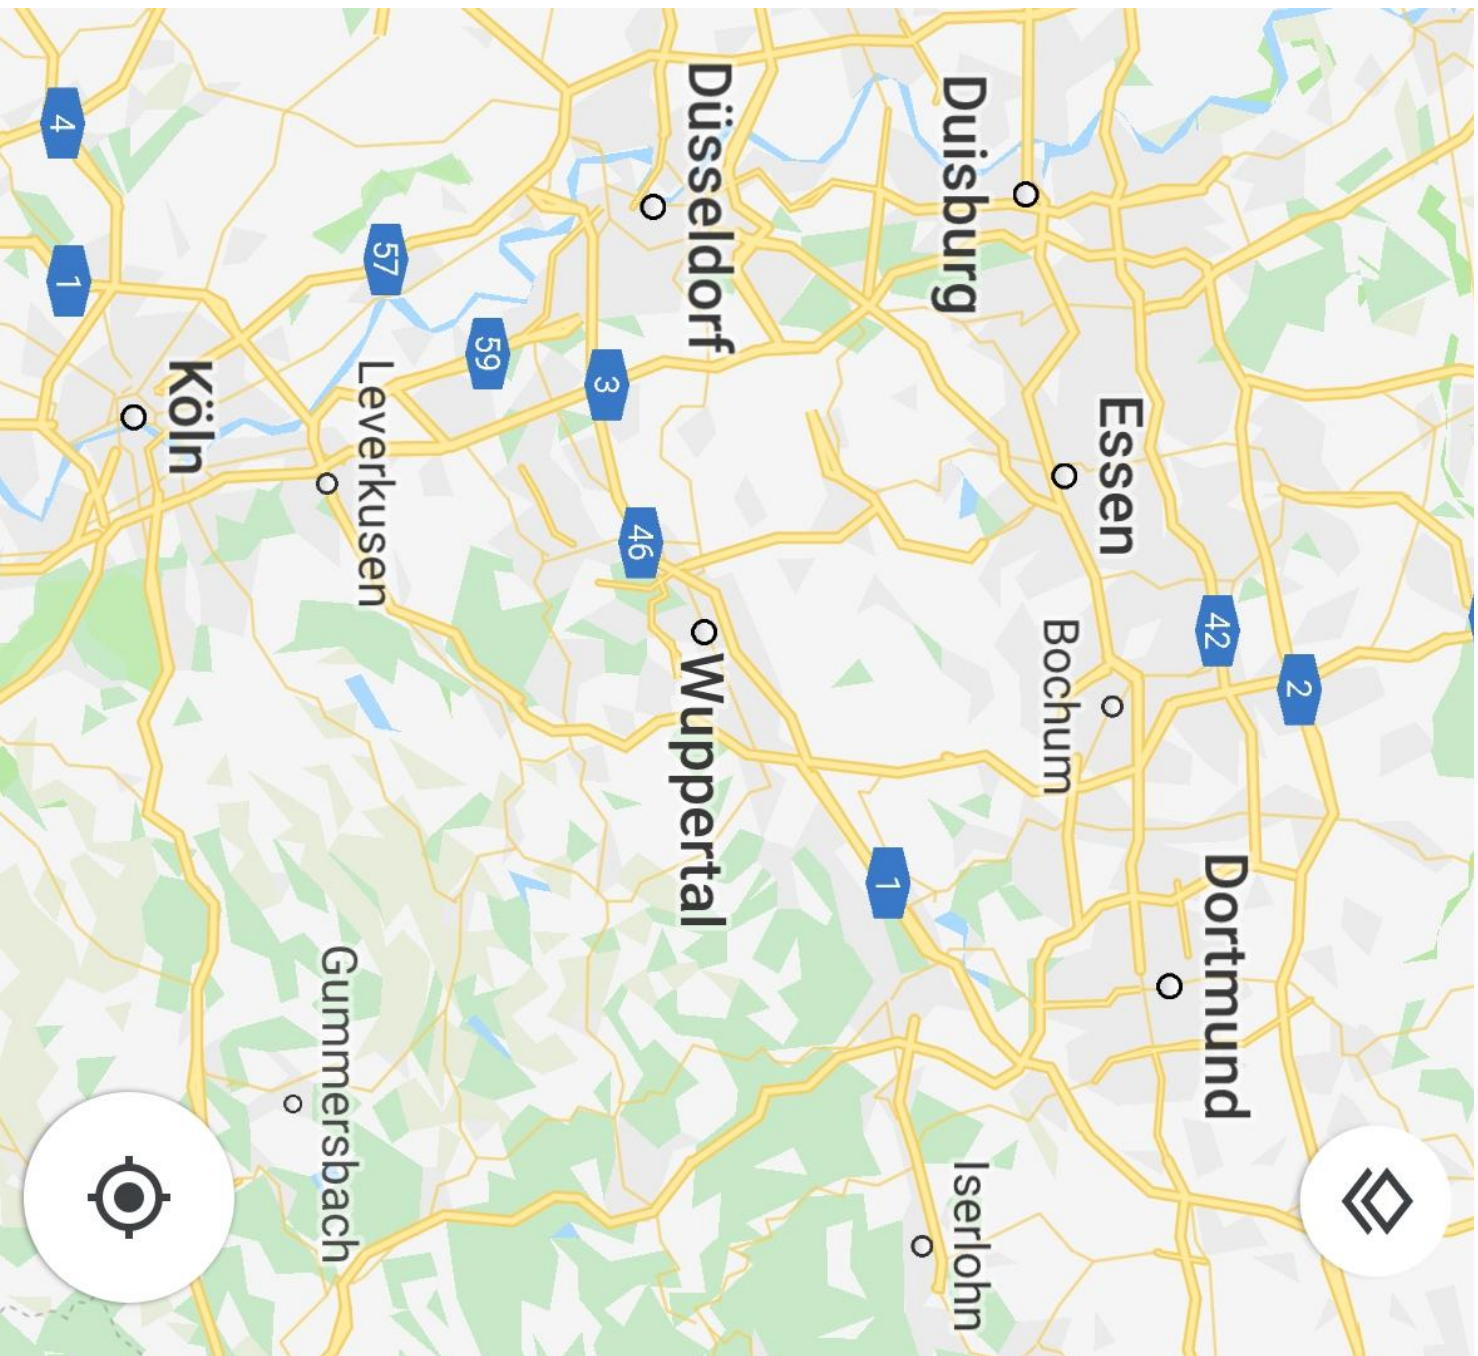 2
42
Dortmund
Essen
Bochum
Duisburg
Iserlohn
1
Düsseldorf
Wuppertal
46
3
59
57
Leverkusen
Gummersbach
Köln
1
4